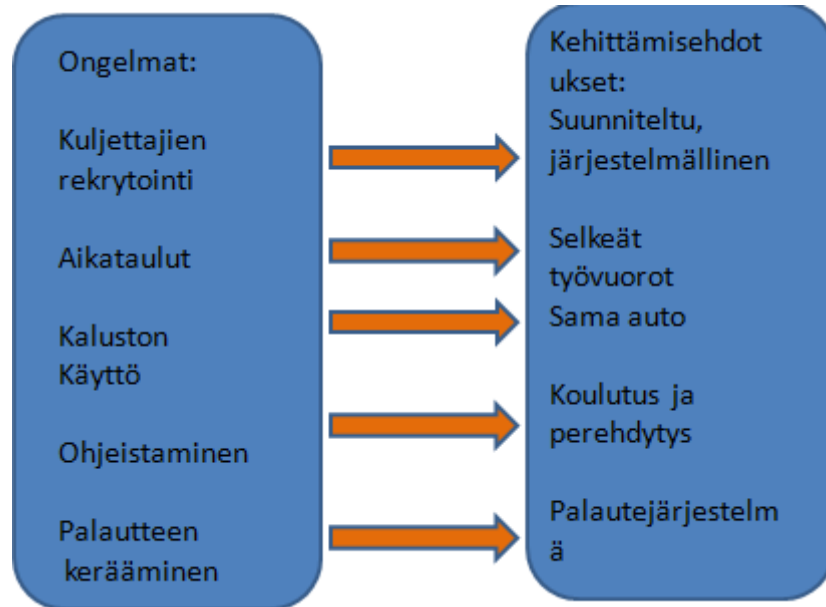 Ongelmat:
Kuljettajien
rekrytointi
Aikataulut
Kaluston
Käyttö
Ohjeistaminen
Palautteen
kerääminen
Kehittämisehdot
ukset:
Suunniteltu,
järjestelmällinen
Selkeät
työvuorot
Sama auto
Koulutus ja
perehdytys
Palautejärjestelm
ä